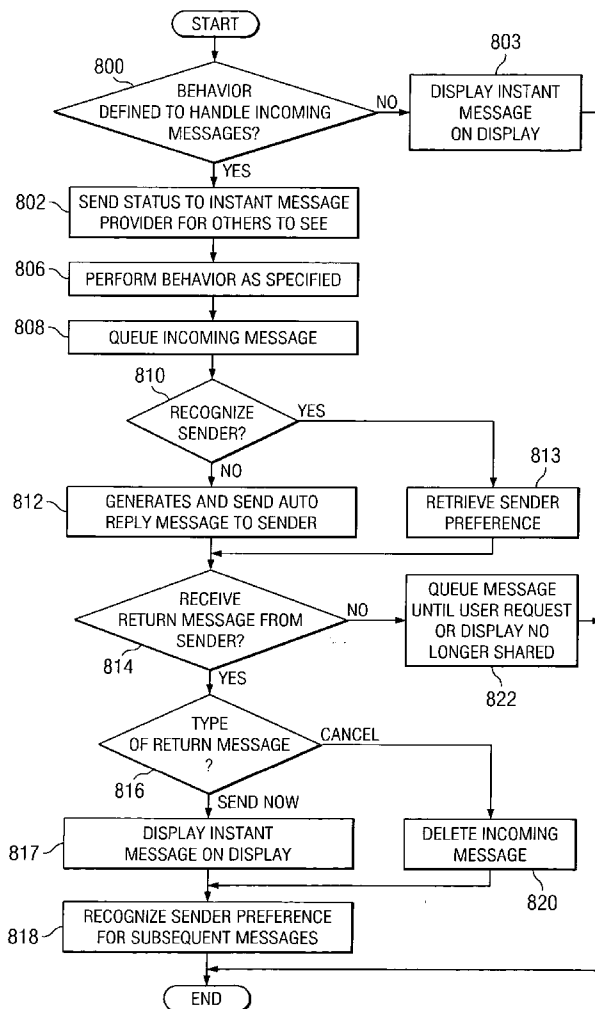 START
800
BEHAVIOR
DEFINED TO HANDLE INCOMING
MESSAGES?
NO
803
DISPLAY INSTANT
MESSAGE
ON DISPLAY
YES
802
SEND STATUS TO INSTANT MESSAGE
PROVIDER FOR OTHERS TO SEE
806
PERFORM BEHAVIOR AS SPECIFIED
808
QUEUE INCOMING MESSAGE
810
RECOGNIZE
SENDER?
YES
NO
813
RETRIEVE SENDER
PREFERENCE
812
GENERATES AND SEND AUTO
REPLY MESSAGE TO SENDER
RECEIVE
RETURN MESSAGE FROM
SENDER?
814
NO
QUEUE MESSAGE
UNTIL USER REQUEST
OR DISPLAY NO
LONGER SHARED
822
YES
TYPE
OF RETURN MESSAGE
?
816
CANCEL
SEND NOW
817
DISPLAY INSTANT
MESSAGE ON DISPLAY
DELETE INCOMING
MESSAGE
820
818
RECOGNIZE SENDER PREFERENCE
FOR SUBSEQUENT MESSAGES
END